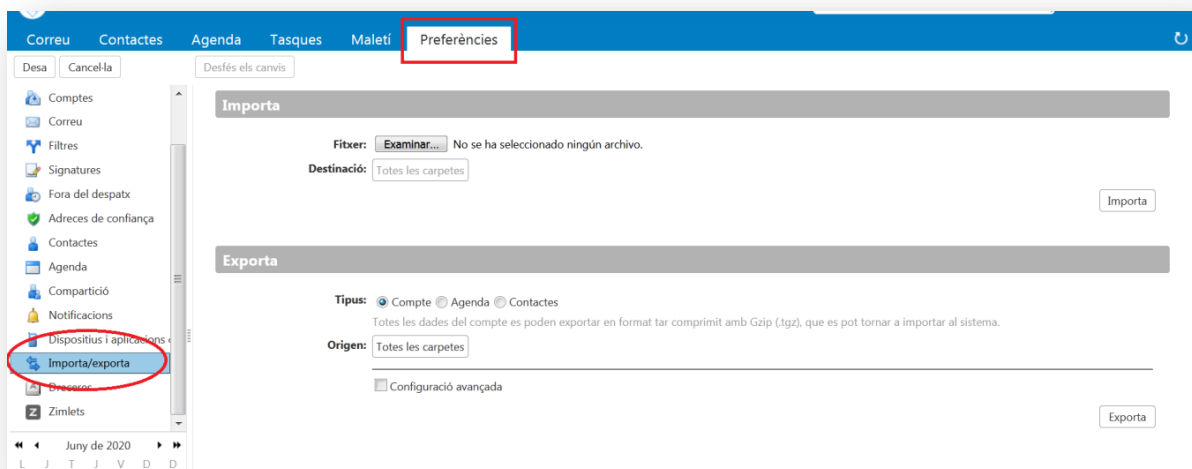 Correu Contactes Agenda Tasques Maletí Preferències
Desa Cancel·la Desfés els canvis
Comptes
Correu
Filtres
Signatures
Fora del despatx
Adreces de confiança
Contactes
Agenda
Compartició
Notificacions
Dispositius i aplicacions
Importa/exporta
Dreceres
Zimlets
Juny de 2020
L J T J V D D
Importa
Fitxer: Examinar... No se ha seleccionado ningún archivo.
Destinació: Totes les carpetes
Importa
Exporta
Tipus: Compte Agenda Contactes
Totes les dades del compte es poden exportar en format tar comprimit amb Gzip (.tgz), que es pot tornar a importar al sistema.
Origen: Totes les carpetes
Configuració avançada
Exporta